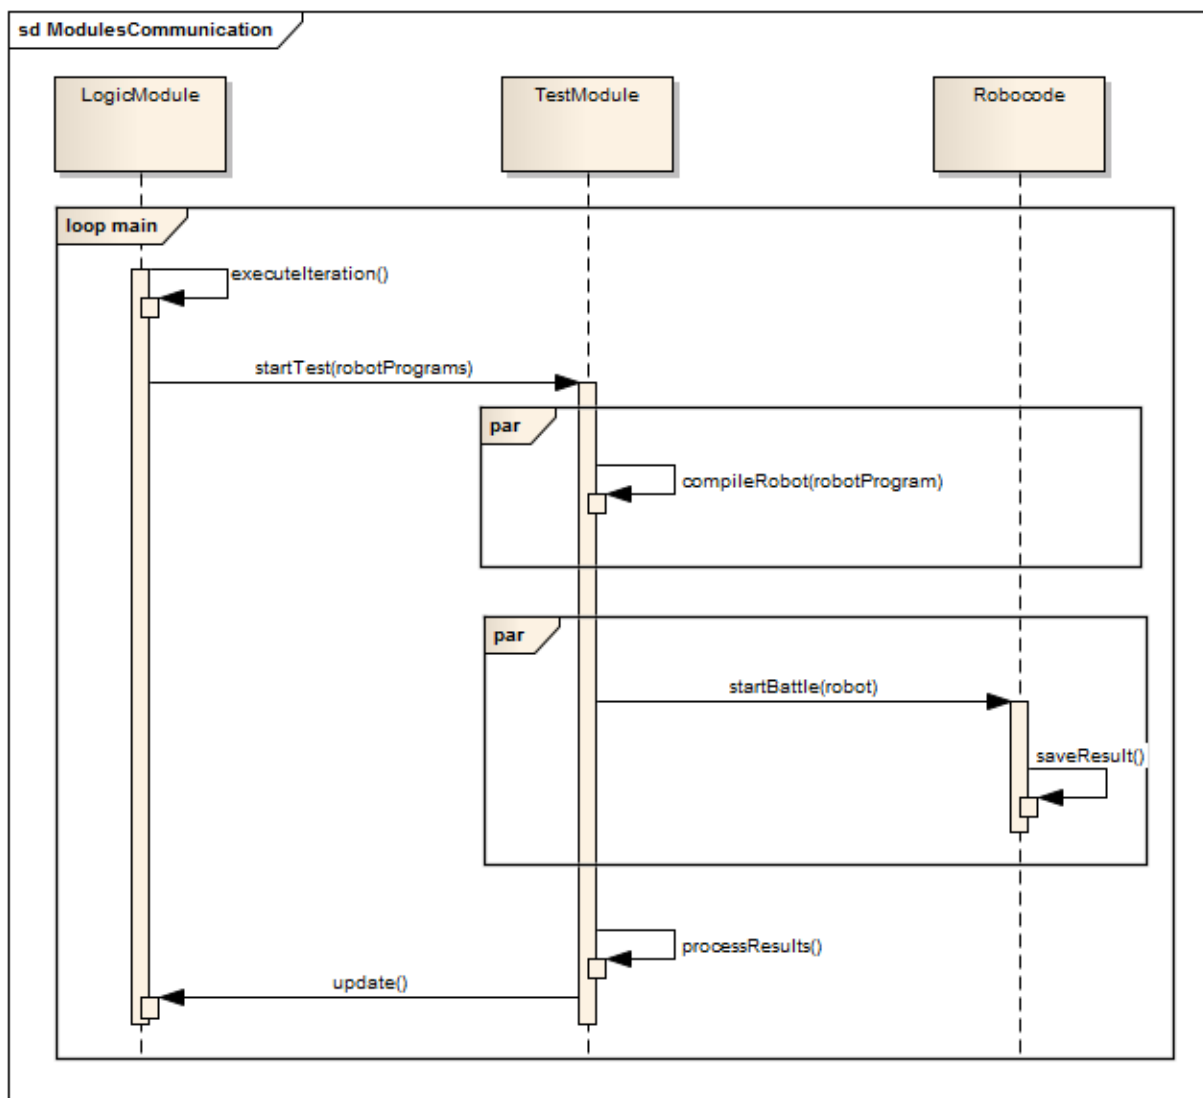 sd ModulesCommunication
LogicModule
TestModule
Robocode
loop main
executeIteration()
startTest(robotPrograms)
par
compileRobot(robotProgram)
par
startBattle(robot)
saveResult()
processResults()
update()